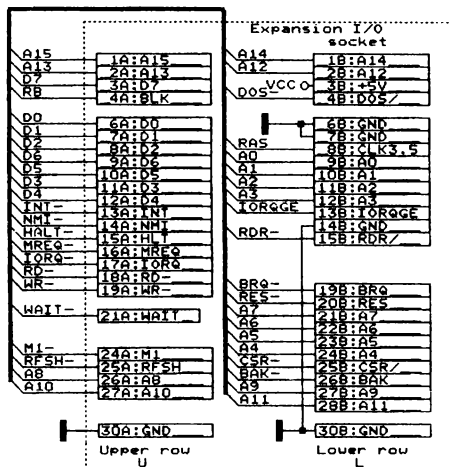 Expansion I/O
socket
A15 1A:A15
A13 2A:A13
D7 3A:D7
RB 4A:BLK
D0 6A:D0
D1 7A:D1
D2 8A:D2
D6 9A:D6
D5 10A:D5
D3 11A:D3
D4 12A:D4
INT- 13A:INT
NMI- 14A:NMI
HALT- 15A:HLT
MREQ- 16A:MREQ
IORQ- 17A:IORQ
RD- 18A:RD-
WR- 19A:WR-
WAIT- 21A:WAIT
M1- 24A:M1
RFSH- 25A:RFSH
A8 26A:A8
A10 27A:A10
30A:GND
Upper row
U
A14 1B:A14
A12 2B:A12
VCC 3B:+5V
DOS- 4B:DOS/
6B:GND
7B:GND
RAS 8B:CLK3.5
A0 9B:A0
A1 10B:A1
A2 11B:A2
A3 12B:A3
IORQGE 13B:IORQGE
14B:GND
RDR- 15B:RDR/
BRQ- 19B:BRQ
RES- 20B:RES
A7 21B:A7
A6 22B:A6
A5 23B:A5
A4 24B:A4
CSR- 25B:CSR/
BAK- 26B:BAK
A9 27B:A9
A11 28B:A11
30B:GND
Lower row
L